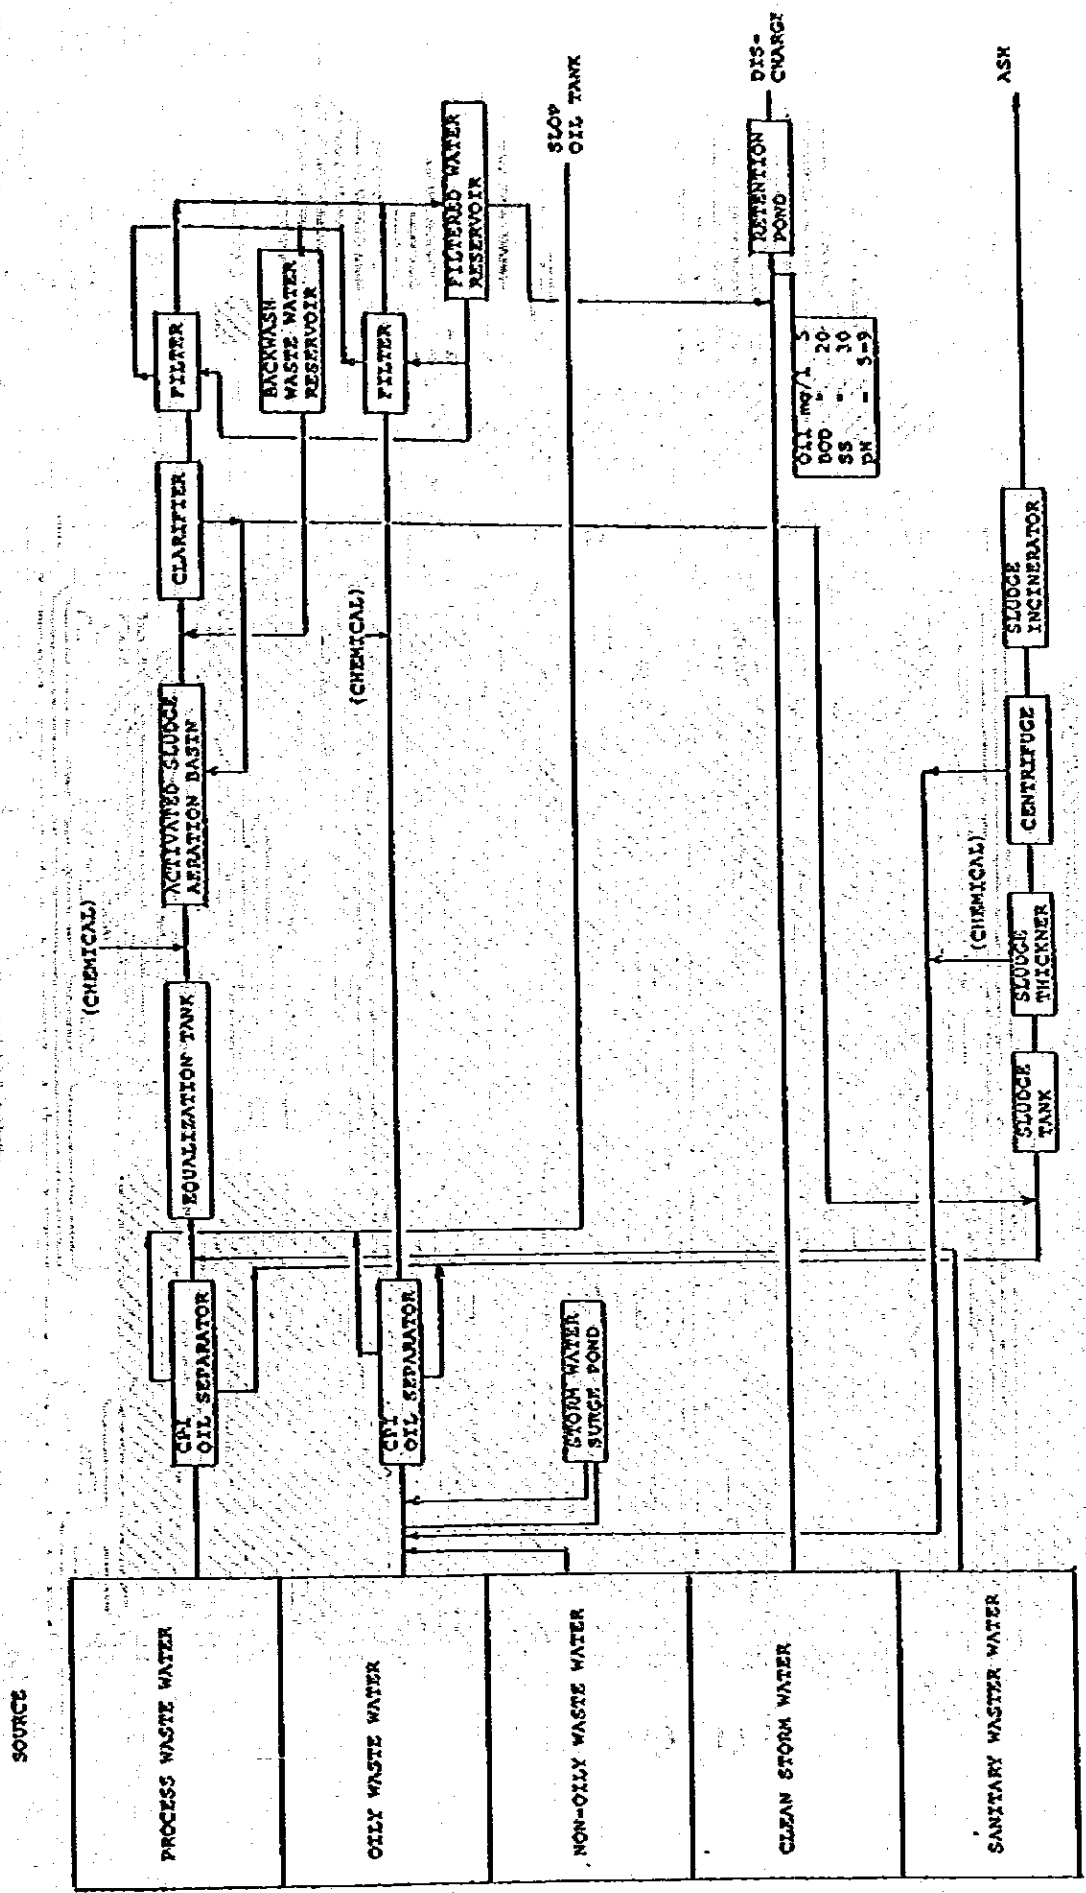 SOURCE
PROCESS WASTE WATER
OILY WASTE WATER
NON-OILY WASTE WATER
CLEAN STORM WATER
SANITARY WASTER WATER
CPI
OIL SEPARATOR
EQUALIZATION TANK
(CHEMICAL)
ACTIVATED SLUDGE
AERATION BASIN
CLARIFIER
FILTER
BACKWASH
WASTE WATER
RESERVOIR
CPI
OIL SEPARATOR
(CHEMICAL)
FILTER
FILTERED WATER
RESERVOIR
STORM WATER
SURGE POND
SLOP
OIL TANK
OIL mg/l 5
BOD " 20
SS " 30
PH - 5-9
RETENTION
POND
DIS-
CHARGE
SLUDGE
TANK
SLUDGE
THICKNER
(CHEMICAL)
CENTRIFUGE
SLUDGE
INCINERATOR
ASH